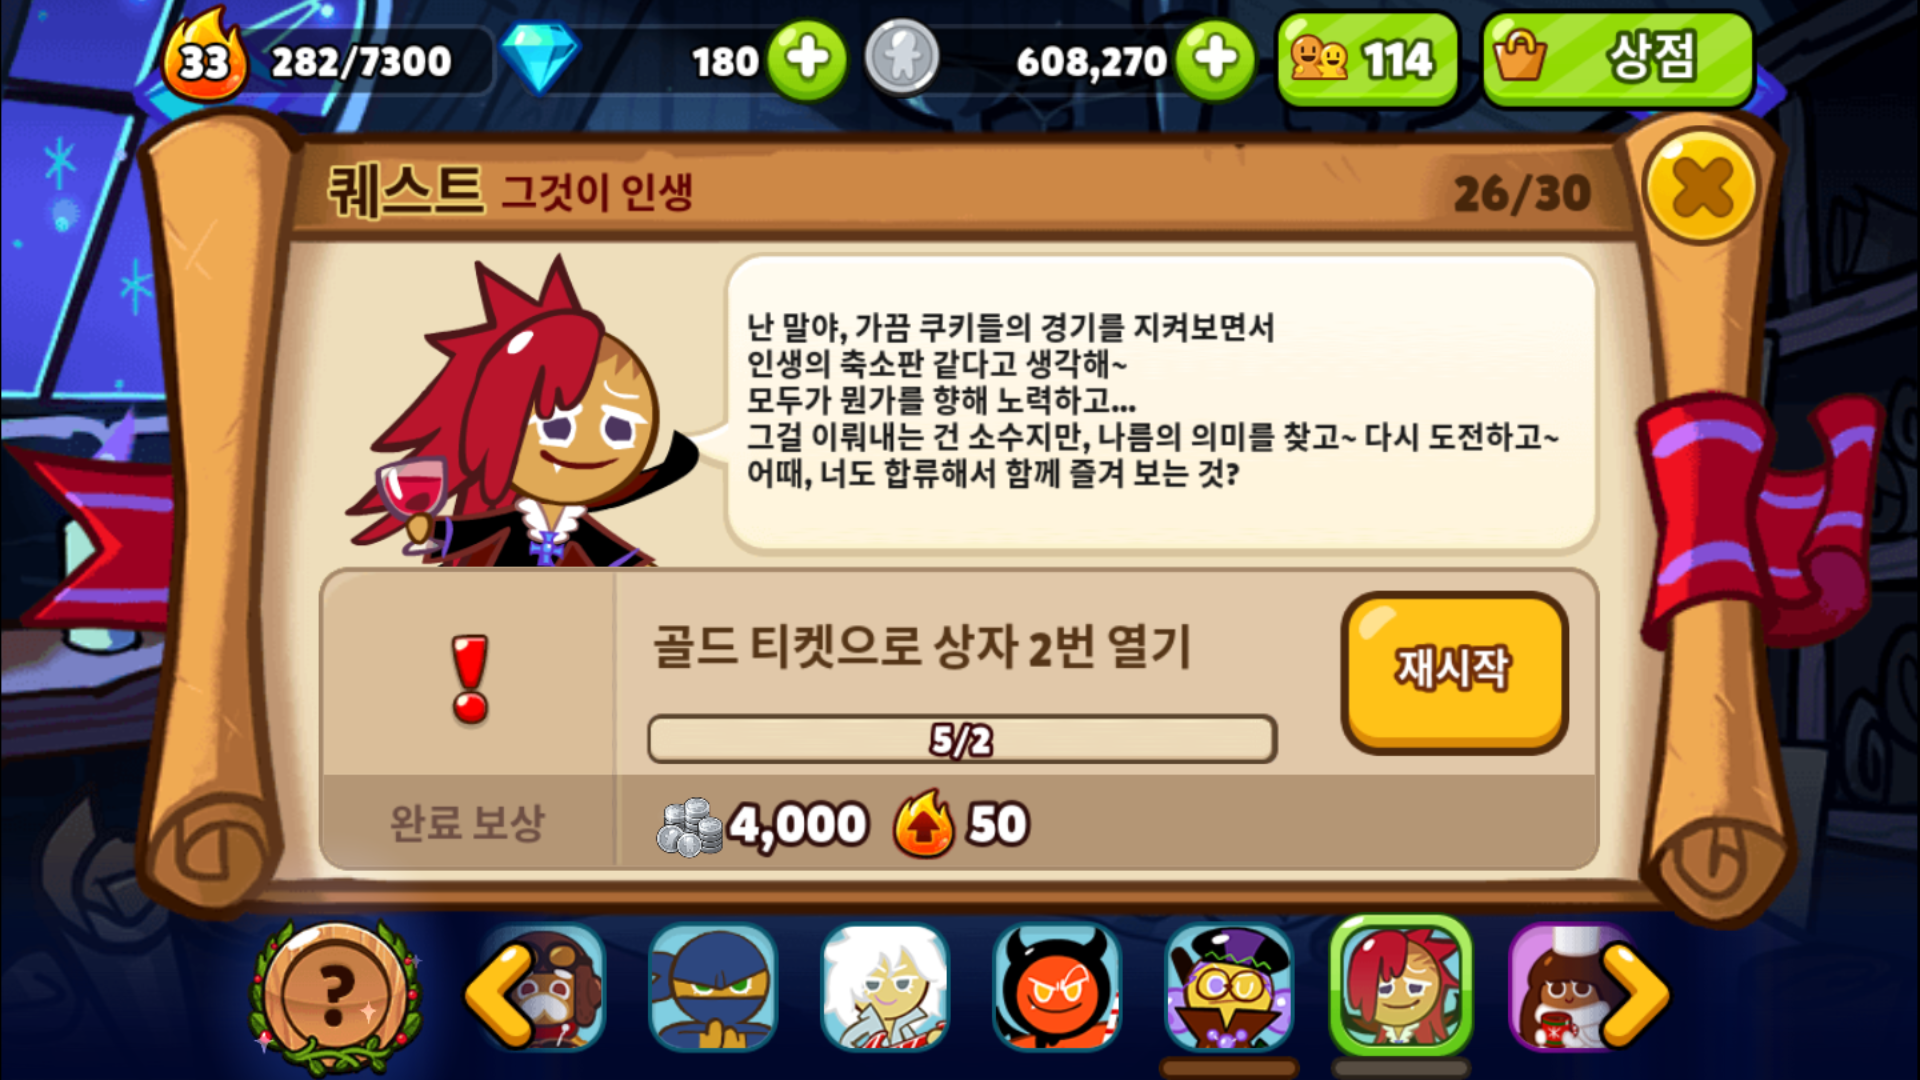 33 282/7300 180 608,270 114 상점
퀘스트 그것이 인생 26/30
난 말야, 가끔 쿠키들의 경기를 지켜보면서
인생의 축소판 같다고 생각해~
모두가 뭔가를 향해 노력하고...
그걸 이뤄내는 건 소수지만, 나름의 의미를 찾고~ 다시 도전하고~
어때, 너도 합류해서 함께 즐겨 보는 것?
골드 티켓으로 상자 2번 열기
재시작
5/2
완료 보상 4,000 50
?